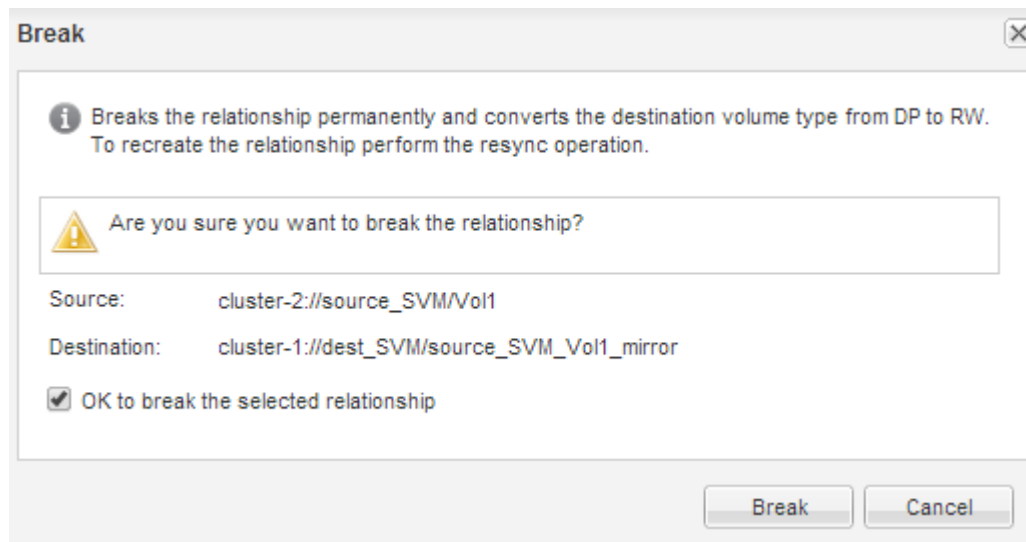 Break
Breaks the relationship permanently and converts the destination volume type from DP to RW.
To recreate the relationship perform the resync operation.
Are you sure you want to break the relationship?
Source: cluster-2://source_SVM/Vol1
Destination: cluster-1://dest_SVM/source_SVM_Vol1_mirror
OK to break the selected relationship
Break Cancel